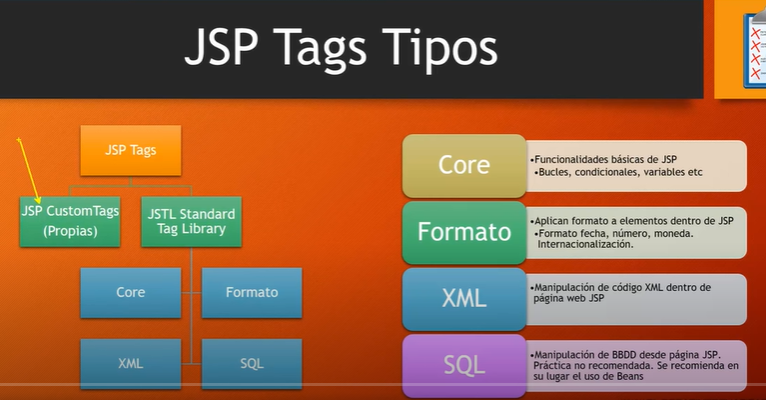 JSP Tags Tipos
JSP Tags
JSP CustomTags
(Propias)
JSTL Standard
Tag Library
Core
Formato
XML
SQL
Core
•Funcionalidades básicas de JSP
•Bucles, condicionales, variables etc
Formato
•Aplican formato a elementos dentro de JSP
•Formato fecha, número, moneda.
Internacionalización.
XML
•Manipulación de código XML dentro de
página web JSP
SQL
•Manipulación de BBDD desde página JSP.
Práctica no recomendada. Se recomienda en
su lugar el uso de Beans